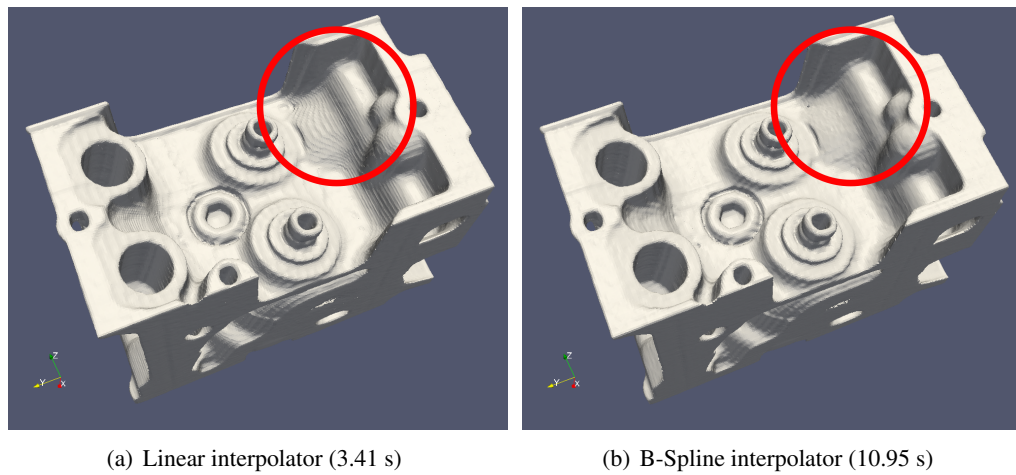 Z
Y
X
Z
Y
X
(a) Linear interpolator (3.41 s)
(b) B-Spline interpolator (10.95 s)